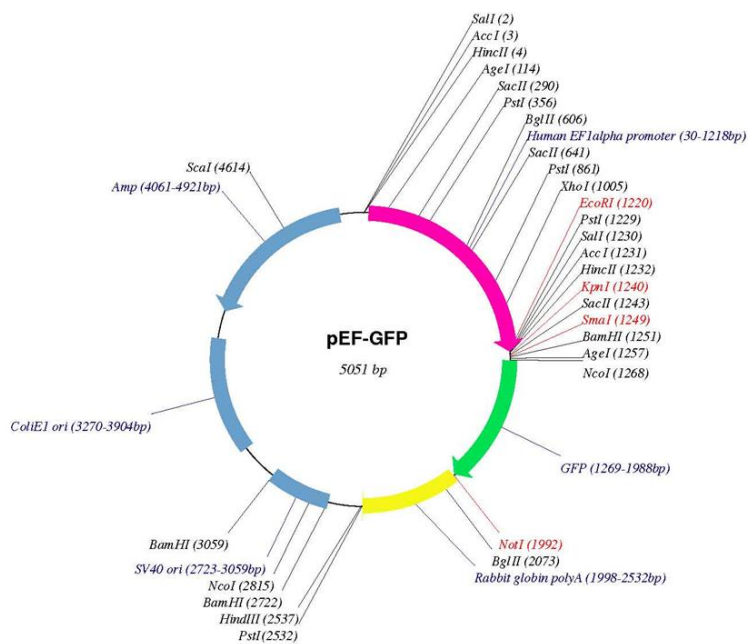 SalI (2)
AccI (3)
HincII (4)
AgeI (114)
SacII (290)
PstI (356)
BglII (606)
Human EF1alpha promoter (30-1218bp)
SacII (641)
PstI (861)
XhoI (1005)
EcoRI (1220)
PstI (1229)
SalI (1230)
AccI (1231)
HincII (1232)
KpnI (1240)
SacII (1243)
SmaI (1249)
BamHI (1251)
AgeI (1257)
NcoI (1268)
GFP (1269-1988bp)
NotI (1992)
BglII (2073)
Rabbit globin polyA (1998-2532bp)
ScaI (4614)
Amp (4061-4921bp)
pEF-GFP
5051 bp
ColiE1 ori (3270-3904bp)
BamHI (3059)
SV40 ori (2723-3059bp)
NcoI (2815)
BamHI (2722)
HindIII (2537)
PstI (2532)